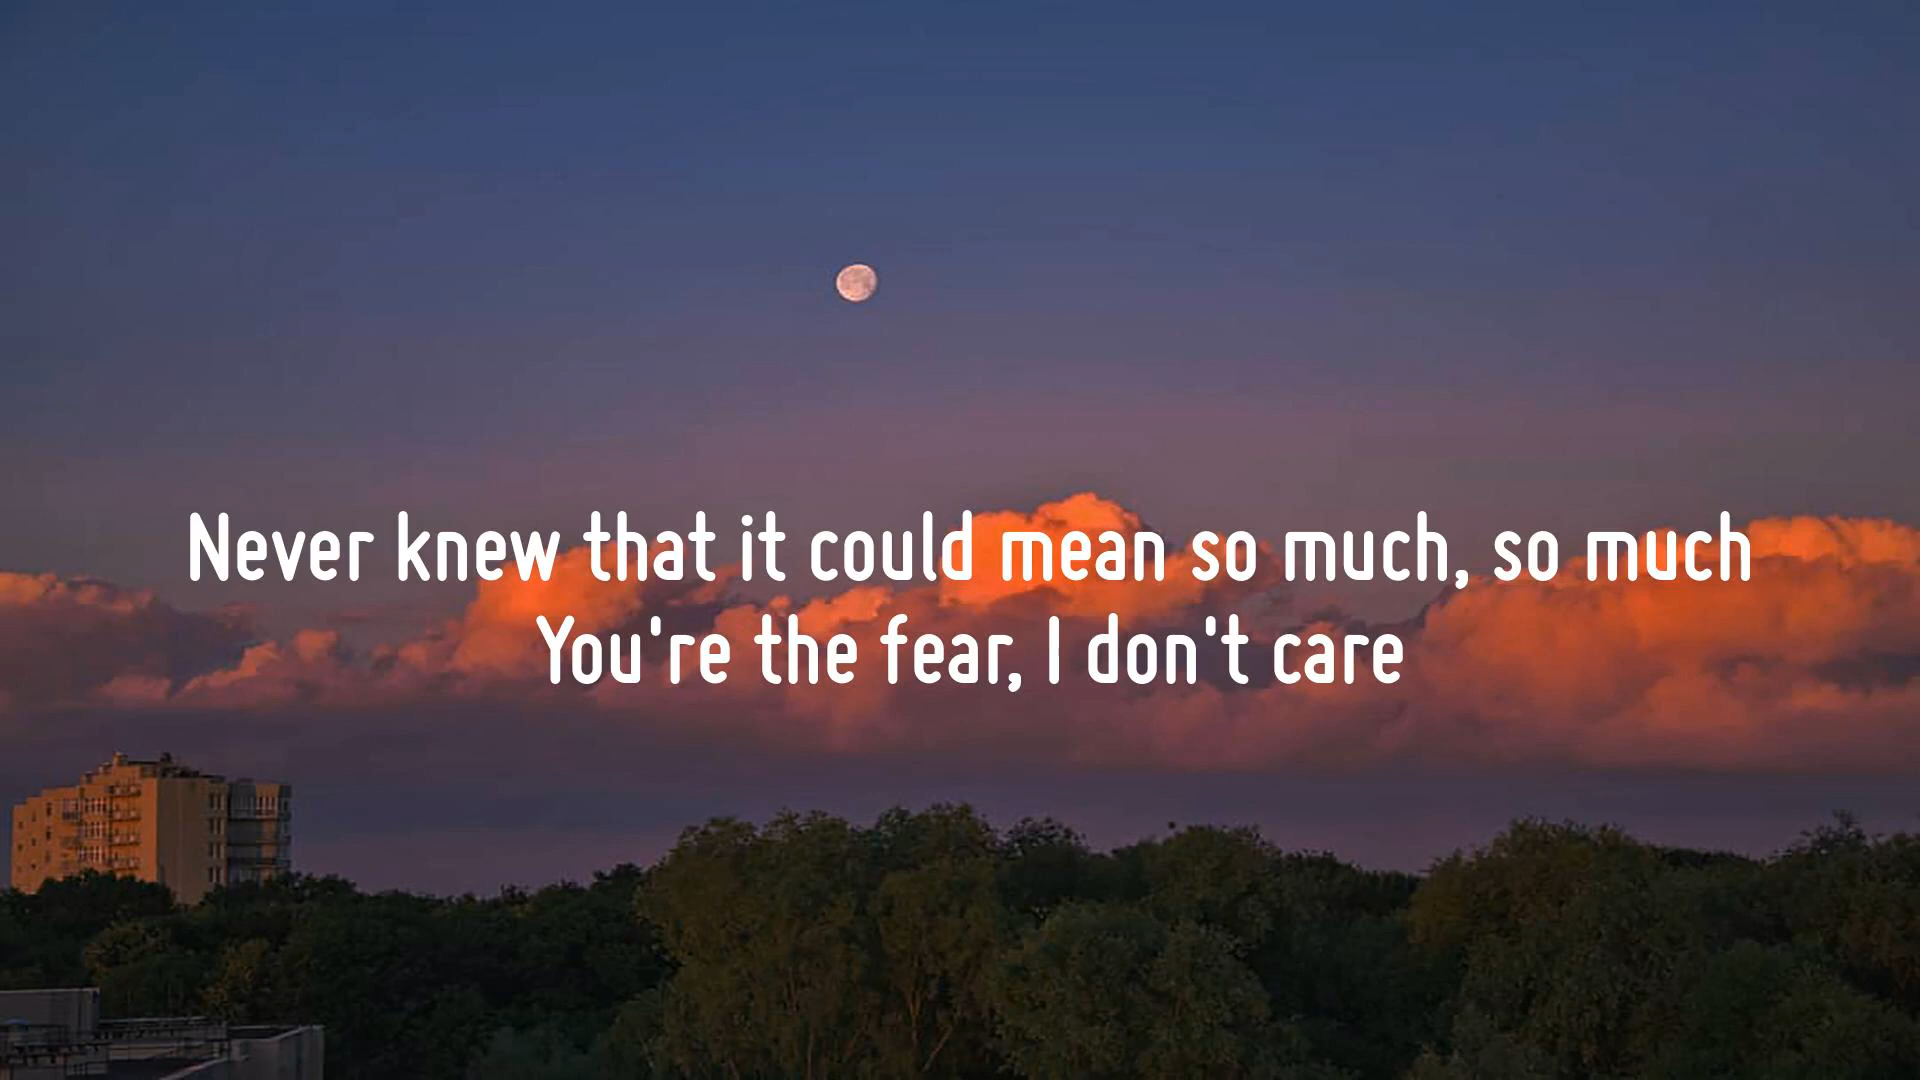 Never knew that it could mean so much, so much
You're the fear, I don't care